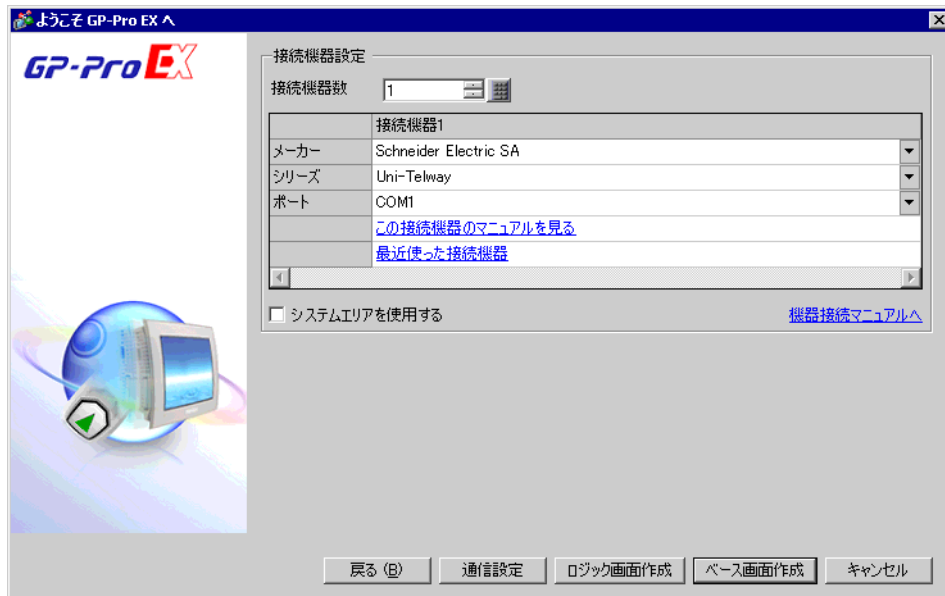 ようこそ GP-Pro EX へ
GP-Pro EX
接続機器設定
接続機器数 1
接続機器1
メーカー Schneider Electric SA
シリーズ Uni-Telway
ポート COM1
この接続機器のマニュアルを見る
最近使った接続機器
システムエリアを使用する 機器接続マニュアルへ
戻る (B) 通信設定 ロジック画面作成 ベース画面作成 キャンセル